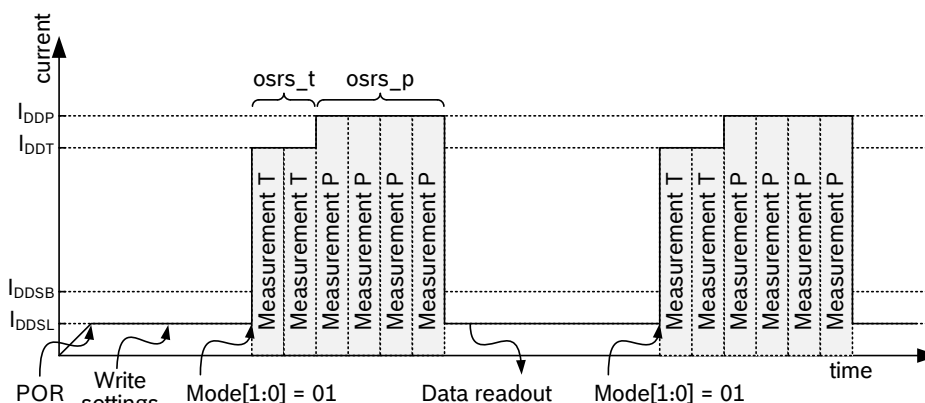 current
osrs_t
osrs_p
IDDP
IDDT
IDDSB
IDDSL
Measurement T
Measurement T
Measurement P
Measurement P
Measurement P
Measurement P
Measurement T
Measurement T
Measurement P
Measurement P
Measurement P
Measurement P
time
POR
Write
settings
Mode[1:0] = 01
Data readout
Mode[1:0] = 01